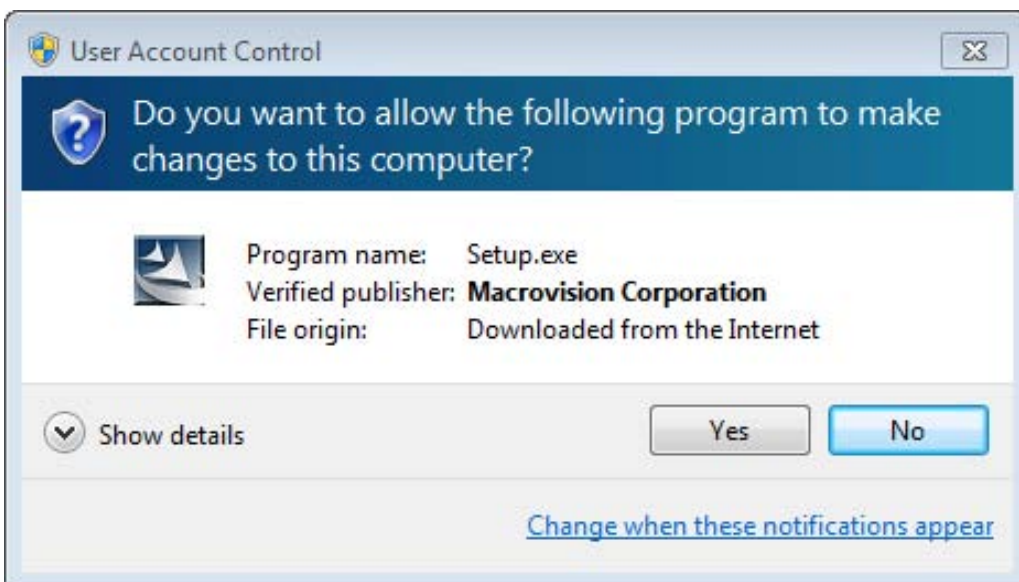 User Account Control
Do you want to allow the following program to make
changes to this computer?
Program name: Setup.exe
Verified publisher: Macrovision Corporation
File origin: Downloaded from the Internet
Show details
Yes
No
Change when these notifications appear